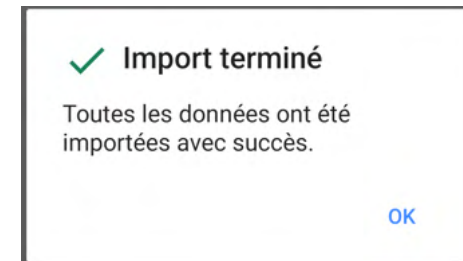 Import terminé
Toutes les données ont été
importées avec succès.
OK